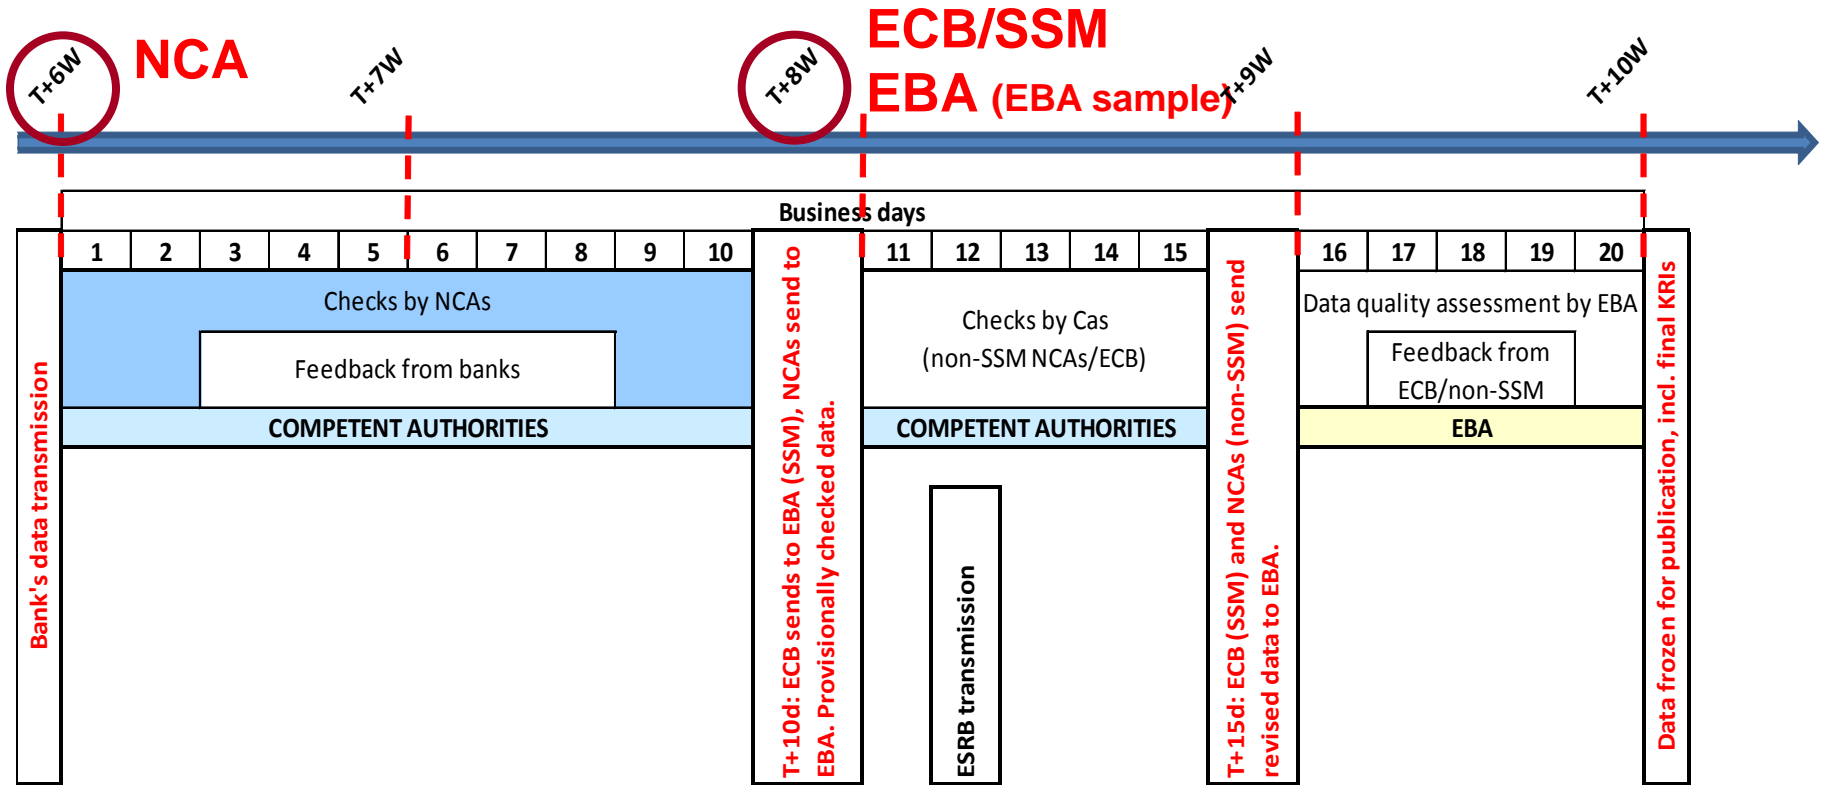 T+6W
NCA
T+7W
T+8W
ECB/SSM
EBA (EBA sample)
T+9W
T+10W
Business days
1 2 3 4 5 6 7 8 9 10 11 12 13 14 15 16 17 18 19 20
Bank's data transmission
Checks by NCAs
Feedback from banks
COMPETENT AUTHORITIES
T+10d: ECB sends to EBA (SSM), NCAs send to
EBA. Provisionally checked data.
Checks by Cas
(non-SSM NCAs/ECB)
COMPETENT AUTHORITIES
ESRB transmission
T+15d: ECB (SSM) and NCAs (non-SSM) send
revised data to EBA.
Data quality assessment by EBA
Feedback from
ECB/non-SSM
EBA
Data frozen for publication, incl. final KRIs